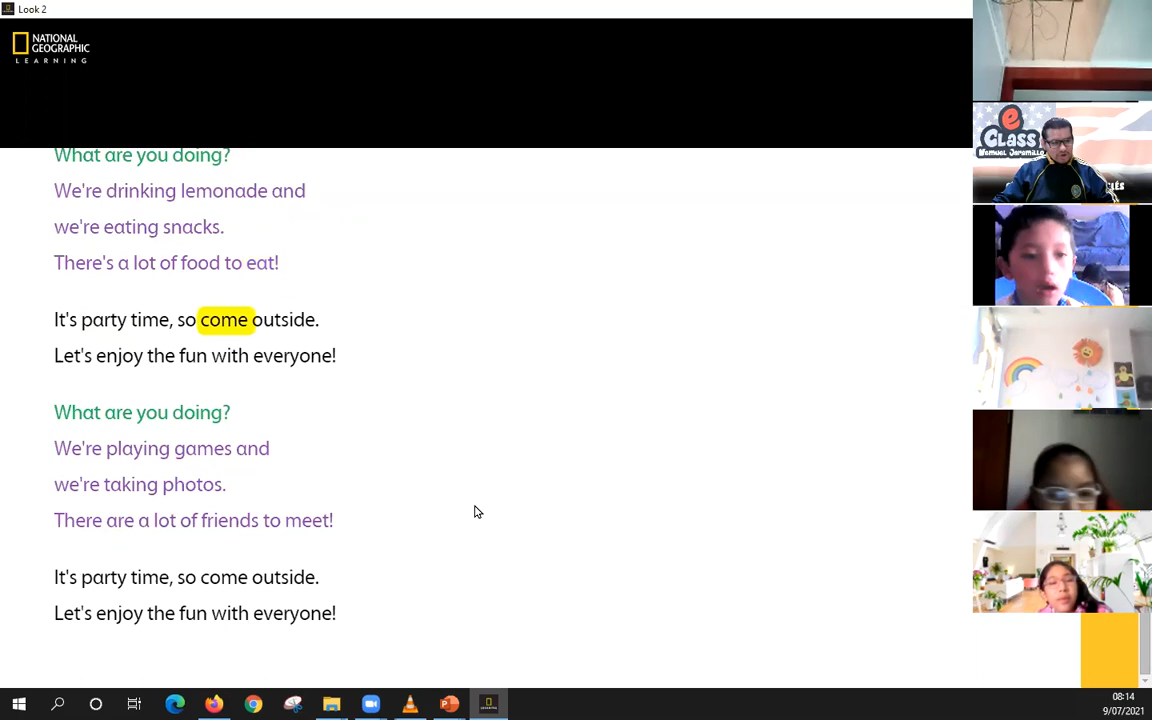 Look 2
NATIONAL
GEOGRAPHIC
LEARNING
e
CLASS
Manuel Jaramillo
What are you doing?
We're drinking lemonade and
we're eating snacks.
There's a lot of food to eat!
It's party time, so come outside.
Let's enjoy the fun with everyone!
What are you doing?
We're playing games and
we're taking photos.
There are a lot of friends to meet!
It's party time, so come outside.
Let's enjoy the fun with everyone!
08:14
9/07/2021